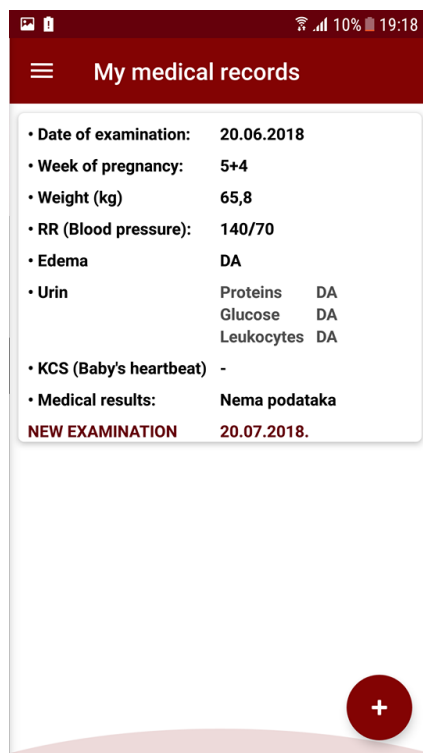 10% 19:18
My medical records
• Date of examination: 20.06.2018
• Week of pregnancy: 5+4
• Weight (kg) 65,8
• RR (Blood pressure): 140/70
• Edema DA
• Urin Proteins DA
Glucose DA
Leukocytes DA
• KCS (Baby's heartbeat) -
• Medical results: Nema podataka
NEW EXAMINATION 20.07.2018.
+